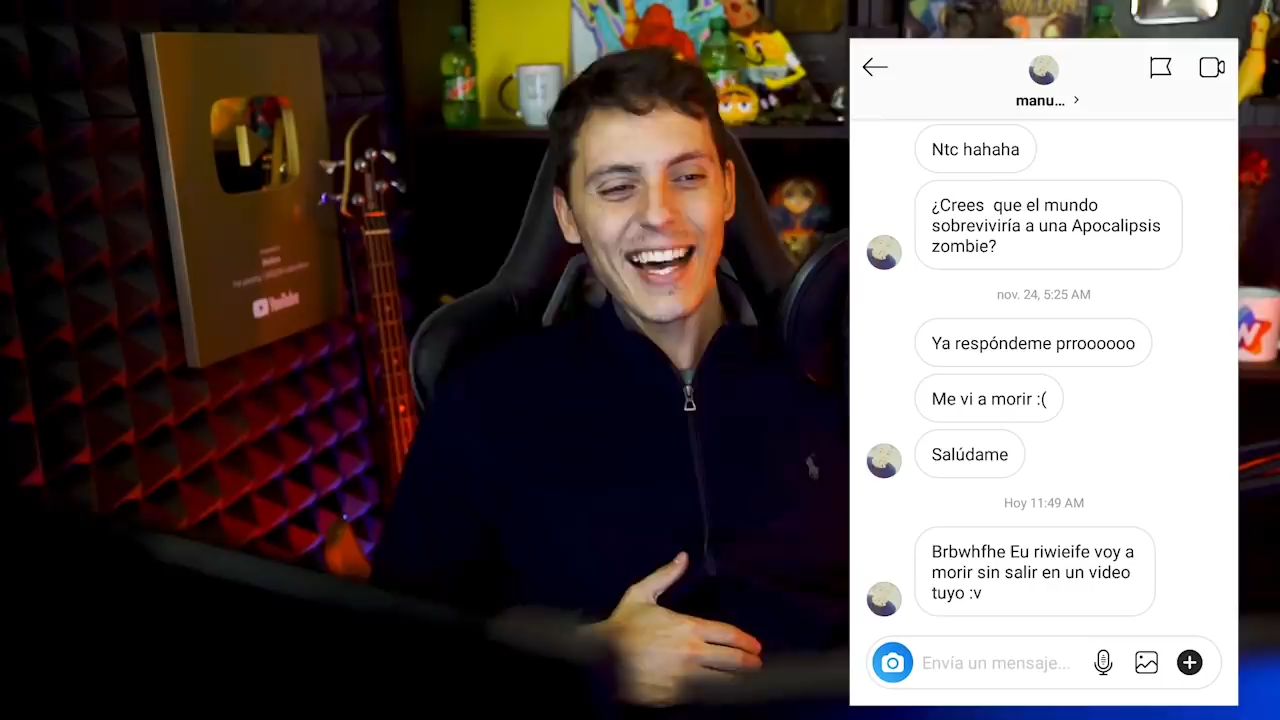 YouTube
manu...
Ntc hahaha
¿Crees que el mundo
sobreviviría a una Apocalipsis
zombie?
nov. 24, 5:25 AM
Ya respóndeme prroooooo
Me vi a morir :(
Salúdame
Hoy 11:49 AM
Brbwhfhe Eu riwieife voy a
morir sin salir en un video
tuyo :v
Envía un mensaje...